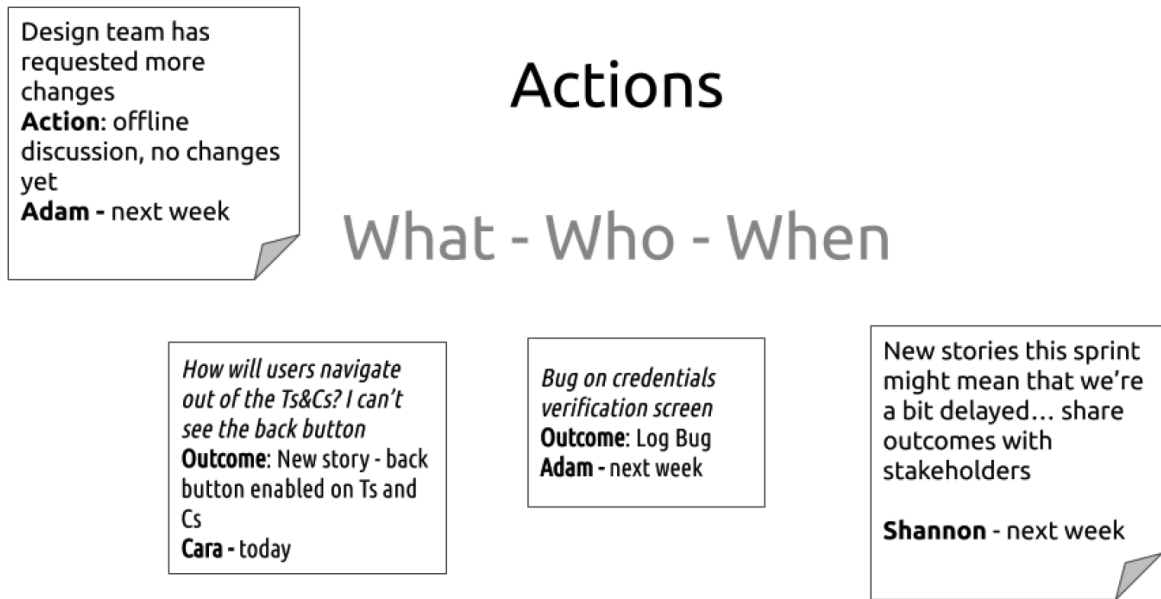 Design team has
requested more
changes
Action: offline
discussion, no changes
yet
Adam - next week
Actions
What - Who - When
How will users navigate
out of the Ts&Cs? I can't
see the back button
Outcome: New story - back
button enabled on Ts and
Cs
Cara - today
Bug on credentials
verification screen
Outcome: Log Bug
Adam - next week
New stories this sprint
might mean that we're
a bit delayed… share
outcomes with
stakeholders
Shannon - next week